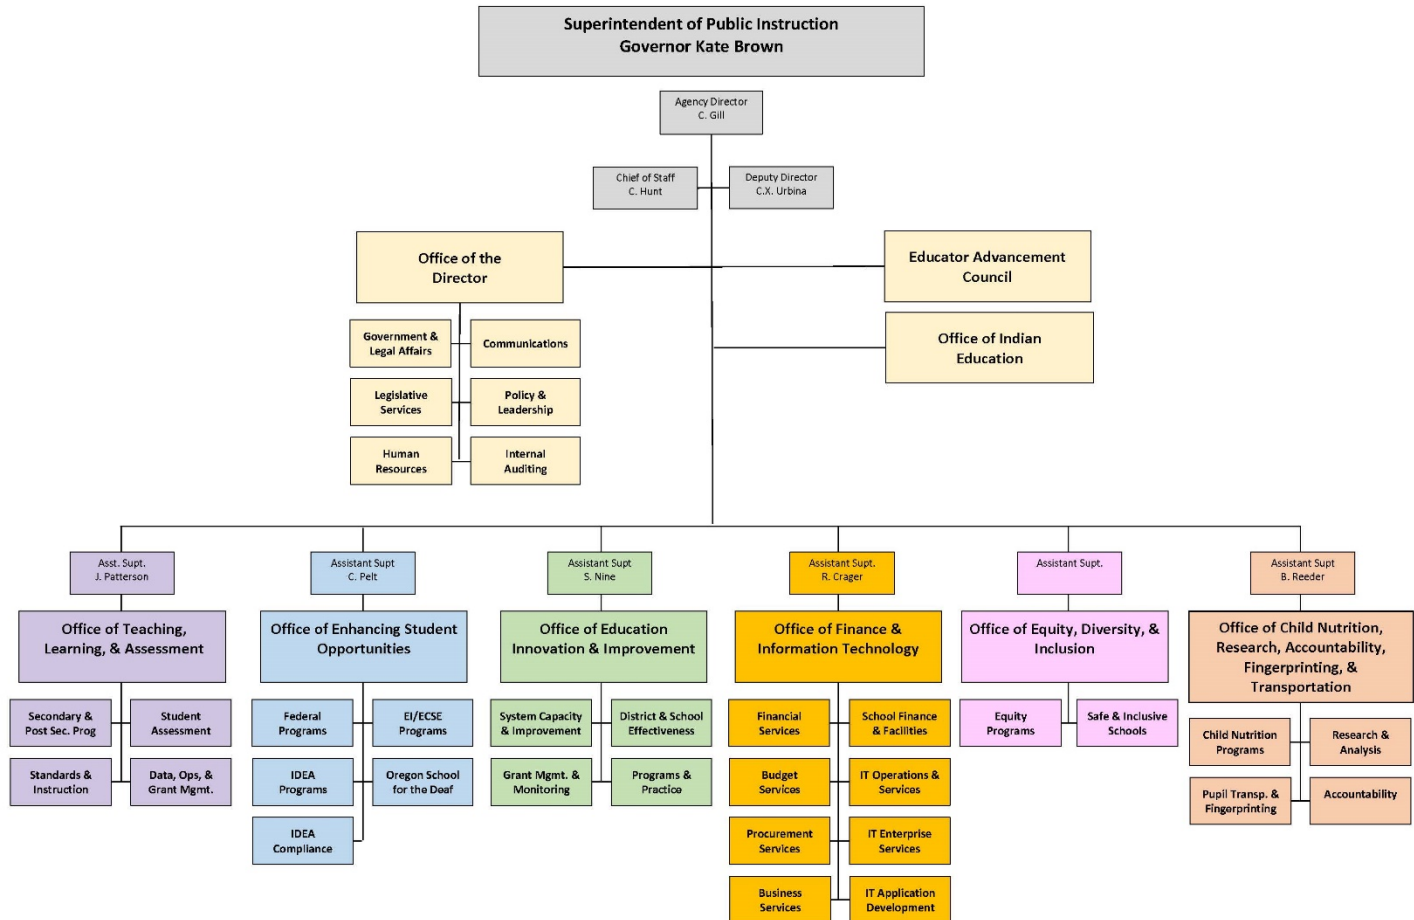 Superintendent of Public Instruction
Governor Kate Brown
Agency Director
C. Gill
Chief of Staff
C. Hunt
Deputy Director
C.X. Urbina
Office of the
Director
Educator Advancement
Council
Government &
Legal Affairs
Communications
Office of Indian
Education
Legislative
Services
Policy &
Leadership
Human
Resources
Internal
Auditing
Asst. Supt.
J. Patterson
Office of Teaching,
Learning, & Assessment
Secondary &
Post Sec. Prog
Student
Assessment
Standards &
Instruction
Data, Ops, &
Grant Mgmt.
Assistant Supt
C. Pelt
Office of Enhancing Student
Opportunities
Federal
Programs
EI/ECSE
Programs
IDEA
Programs
Oregon School
for the Deaf
IDEA
Compliance
Assistant Supt
S. Nine
Office of Education
Innovation & Improvement
System Capacity
& Improvement
District & School
Effectiveness
Grant Mgmt. &
Monitoring
Programs &
Practice
Assistant Supt.
R. Crager
Office of Finance &
Information Technology
Financial
Services
School Finance
& Facilities
Budget
Services
IT Operations &
Services
Procurement
Services
IT Enterprise
Services
Business
Services
IT Application
Development
Assistant Supt.
Office of Equity, Diversity, &
Inclusion
Equity
Programs
Safe & Inclusive
Schools
Assistant Supt
B. Reeder
Office of Child Nutrition,
Research, Accountability,
Fingerprinting, &
Transportation
Child Nutrition
Programs
Research &
Analysis
Pupil Transp. &
Fingerprinting
Accountability